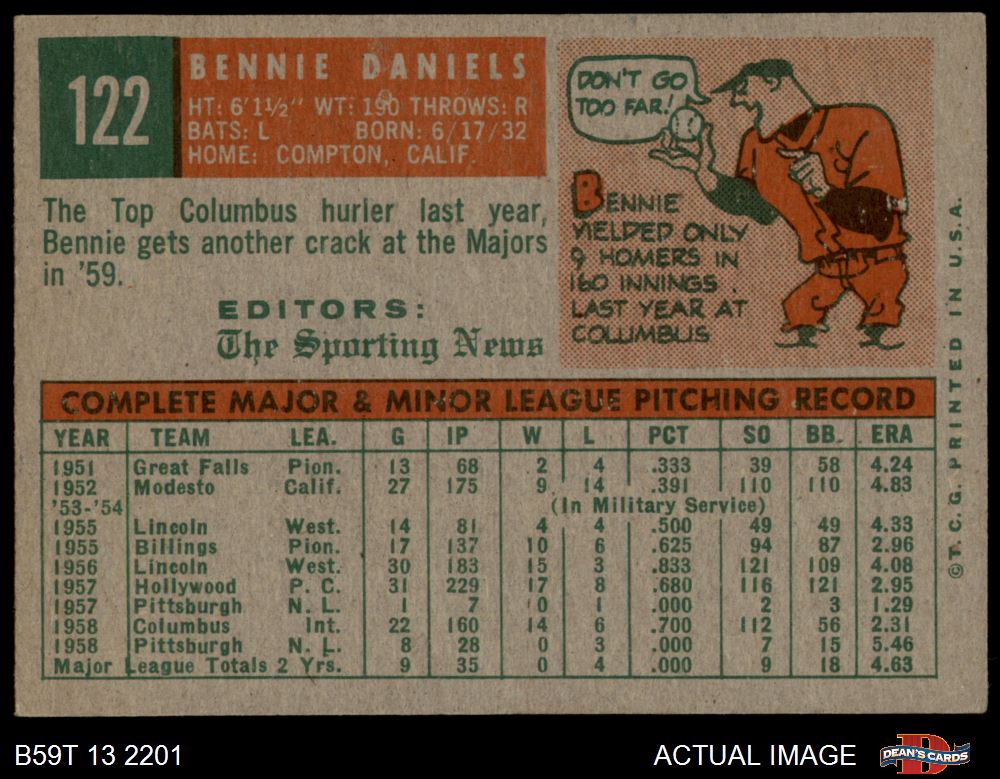 122
BENNIE DANIELS
HT: 6'1½" WT: 190 THROWS: R
BATS: L BORN: 6/17/32
HOME: COMPTON, CALIF.
The Top Columbus hurler last year,
Bennie gets another crack at the Majors
in '59.
EDITORS:
The Sporting News
DON'T GO
TOO FAR!
BENNIE
YIELDED ONLY
9 HOMERS IN
160 INNINGS
LAST YEAR AT
COLUMBUS
COMPLETE MAJOR & MINOR LEAGUE PITCHING RECORD
YEAR TEAM LEA. G IP W L PCT SO BB. ERA
1951 Great Falls Pion. 13 68 2 4 .333 39 58 4.24
1952 Modesto Calif. 27 175 9 14 .391 110 110 4.83
'53-'54 (In Military Service)
1955 Lincoln West. 14 81 4 4 .500 49 49 4.33
1955 Billings Pion. 17 137 10 6 .625 94 87 2.96
1956 Lincoln West. 30 183 15 3 .833 121 109 4.08
1957 Hollywood P. C. 31 229 17 8 .680 116 121 2.95
1957 Pittsburgh N. L. 1 7 0 1 .000 2 3 1.29
1958 Columbus Int. 22 160 14 6 .700 112 56 2.31
1958 Pittsburgh N. L. 8 28 0 3 .000 7 15 5.46
Major League Totals 2 Yrs. 9 35 0 4 .000 9 18 4.63
© T. C. G. PRINTED IN U.S.A.
B59T 13 2201
ACTUAL IMAGE
D
DEAN'S CARDS